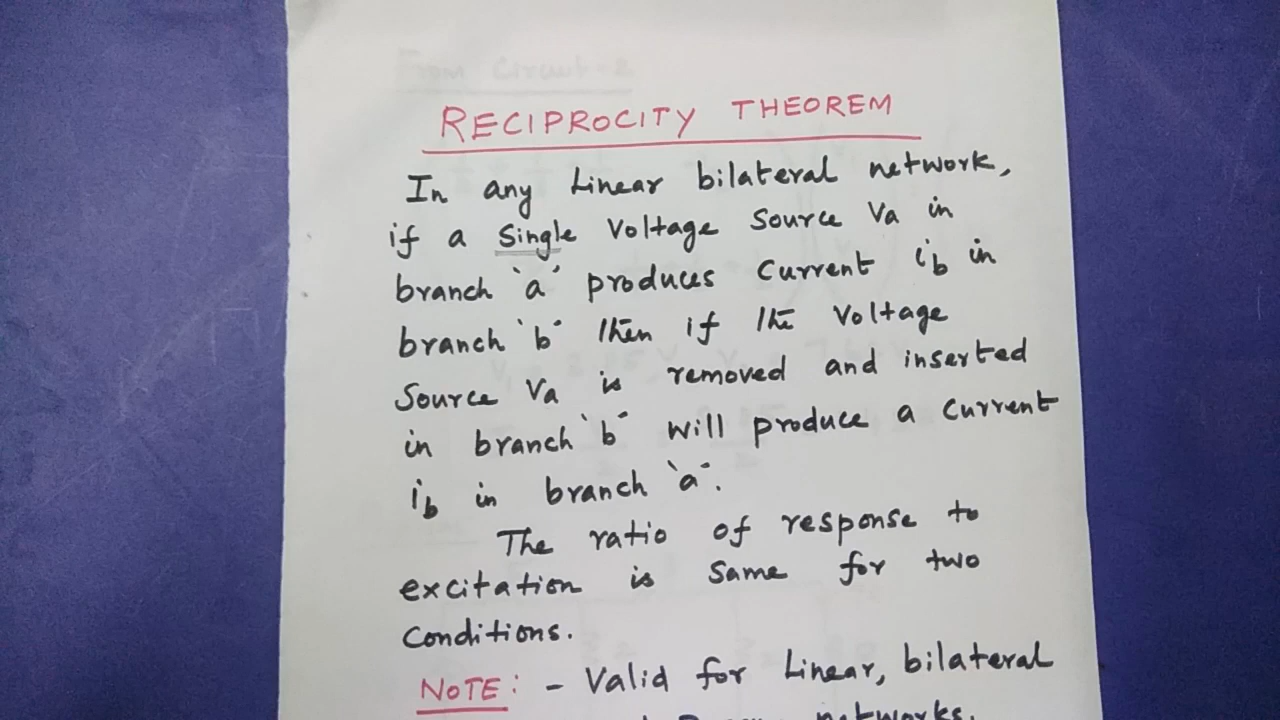 RECIPROCITY THEOREM
In any Linear bilateral network,
if a Single Voltage Source Va in
branch `a´ produces Current ib in
branch `b´ then if the Voltage
Source Va is removed and inserted
in branch `b´ will produce a current
ib in branch `a´.
The ratio of response to
excitation is same for two
Conditions.
NOTE: - Valid for Linear, bilateral
networks.